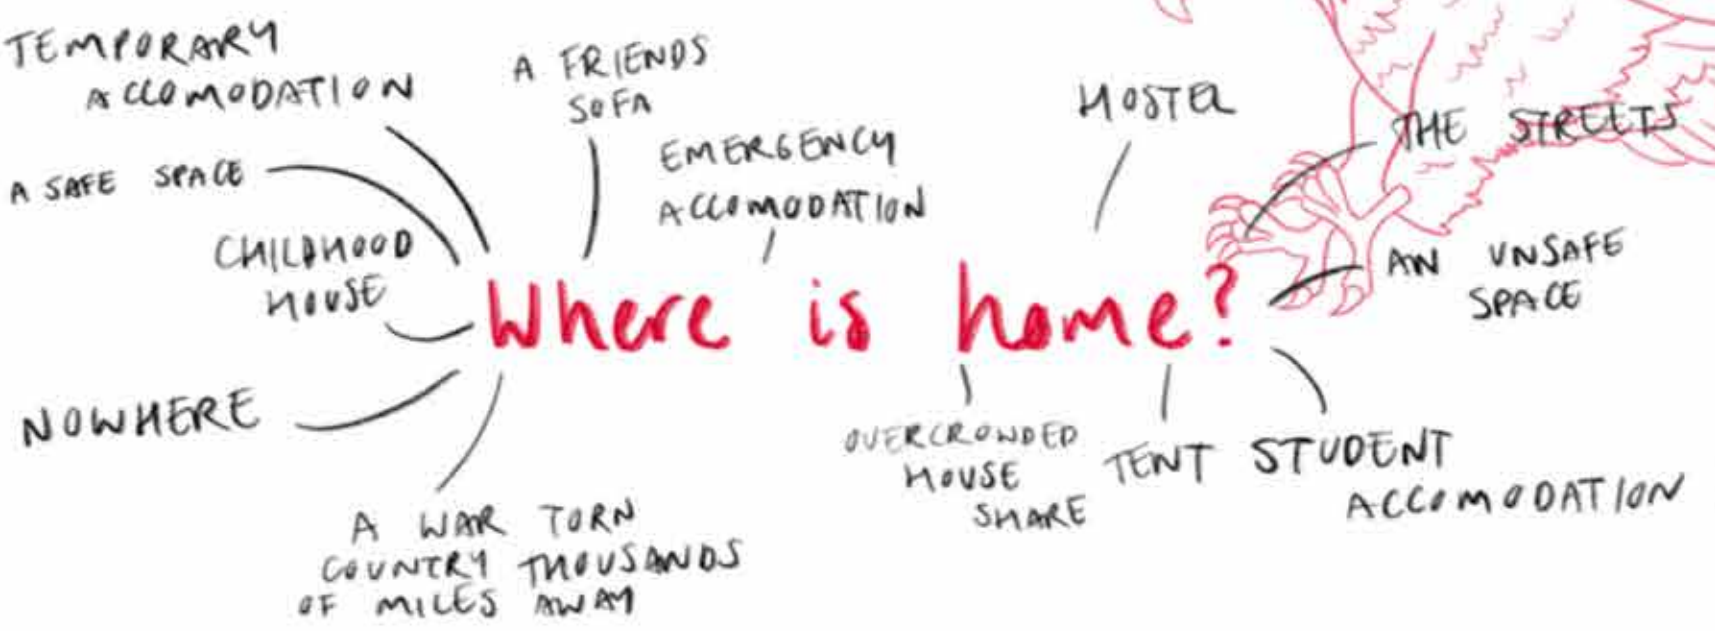 TEMPORARY
ACCOMODATION
A FRIENDS
SOFA
EMERGENCY
ACCOMODATION
HOSTEL
THE STREETS
A SAFE SPACE
CHILDHOOD
HOUSE
Where is home?
AN UNSAFE
SPACE
NOWHERE
A WAR TORN
COUNTRY THOUSANDS
OF MILES AWAY
OVERCROWDED
HOUSE
SHARE
TENT
STUDENT
ACCOMODATION